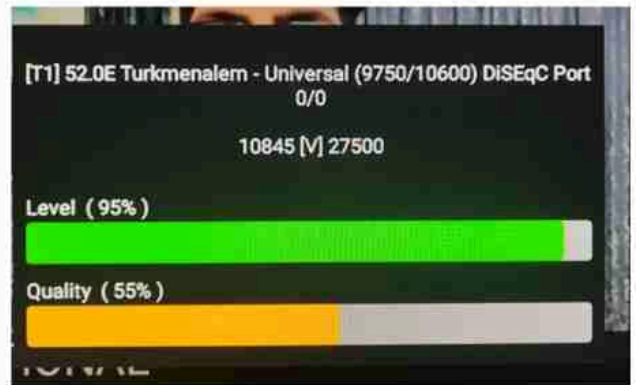 [T1] 52.0E Turkmenalem - Universal (9750/10600) DiSEqC Port
0/0
10845 [V] 27500
Level ( 95% )
Quality ( 55% )